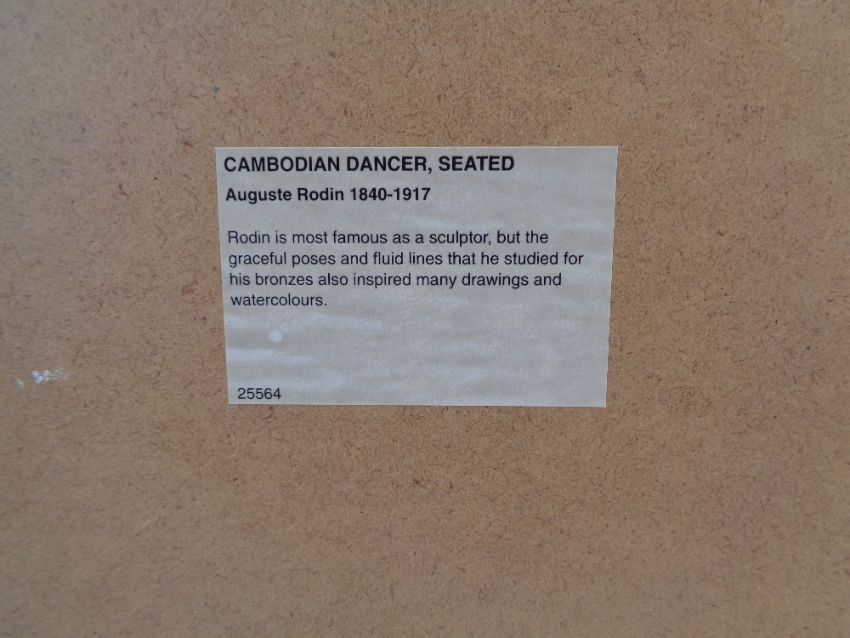 CAMBODIAN DANCER, SEATED
Auguste Rodin 1840-1917
Rodin is most famous as a sculptor, but the
graceful poses and fluid lines that he studied for
his bronzes also inspired many drawings and
watercolours.
25564